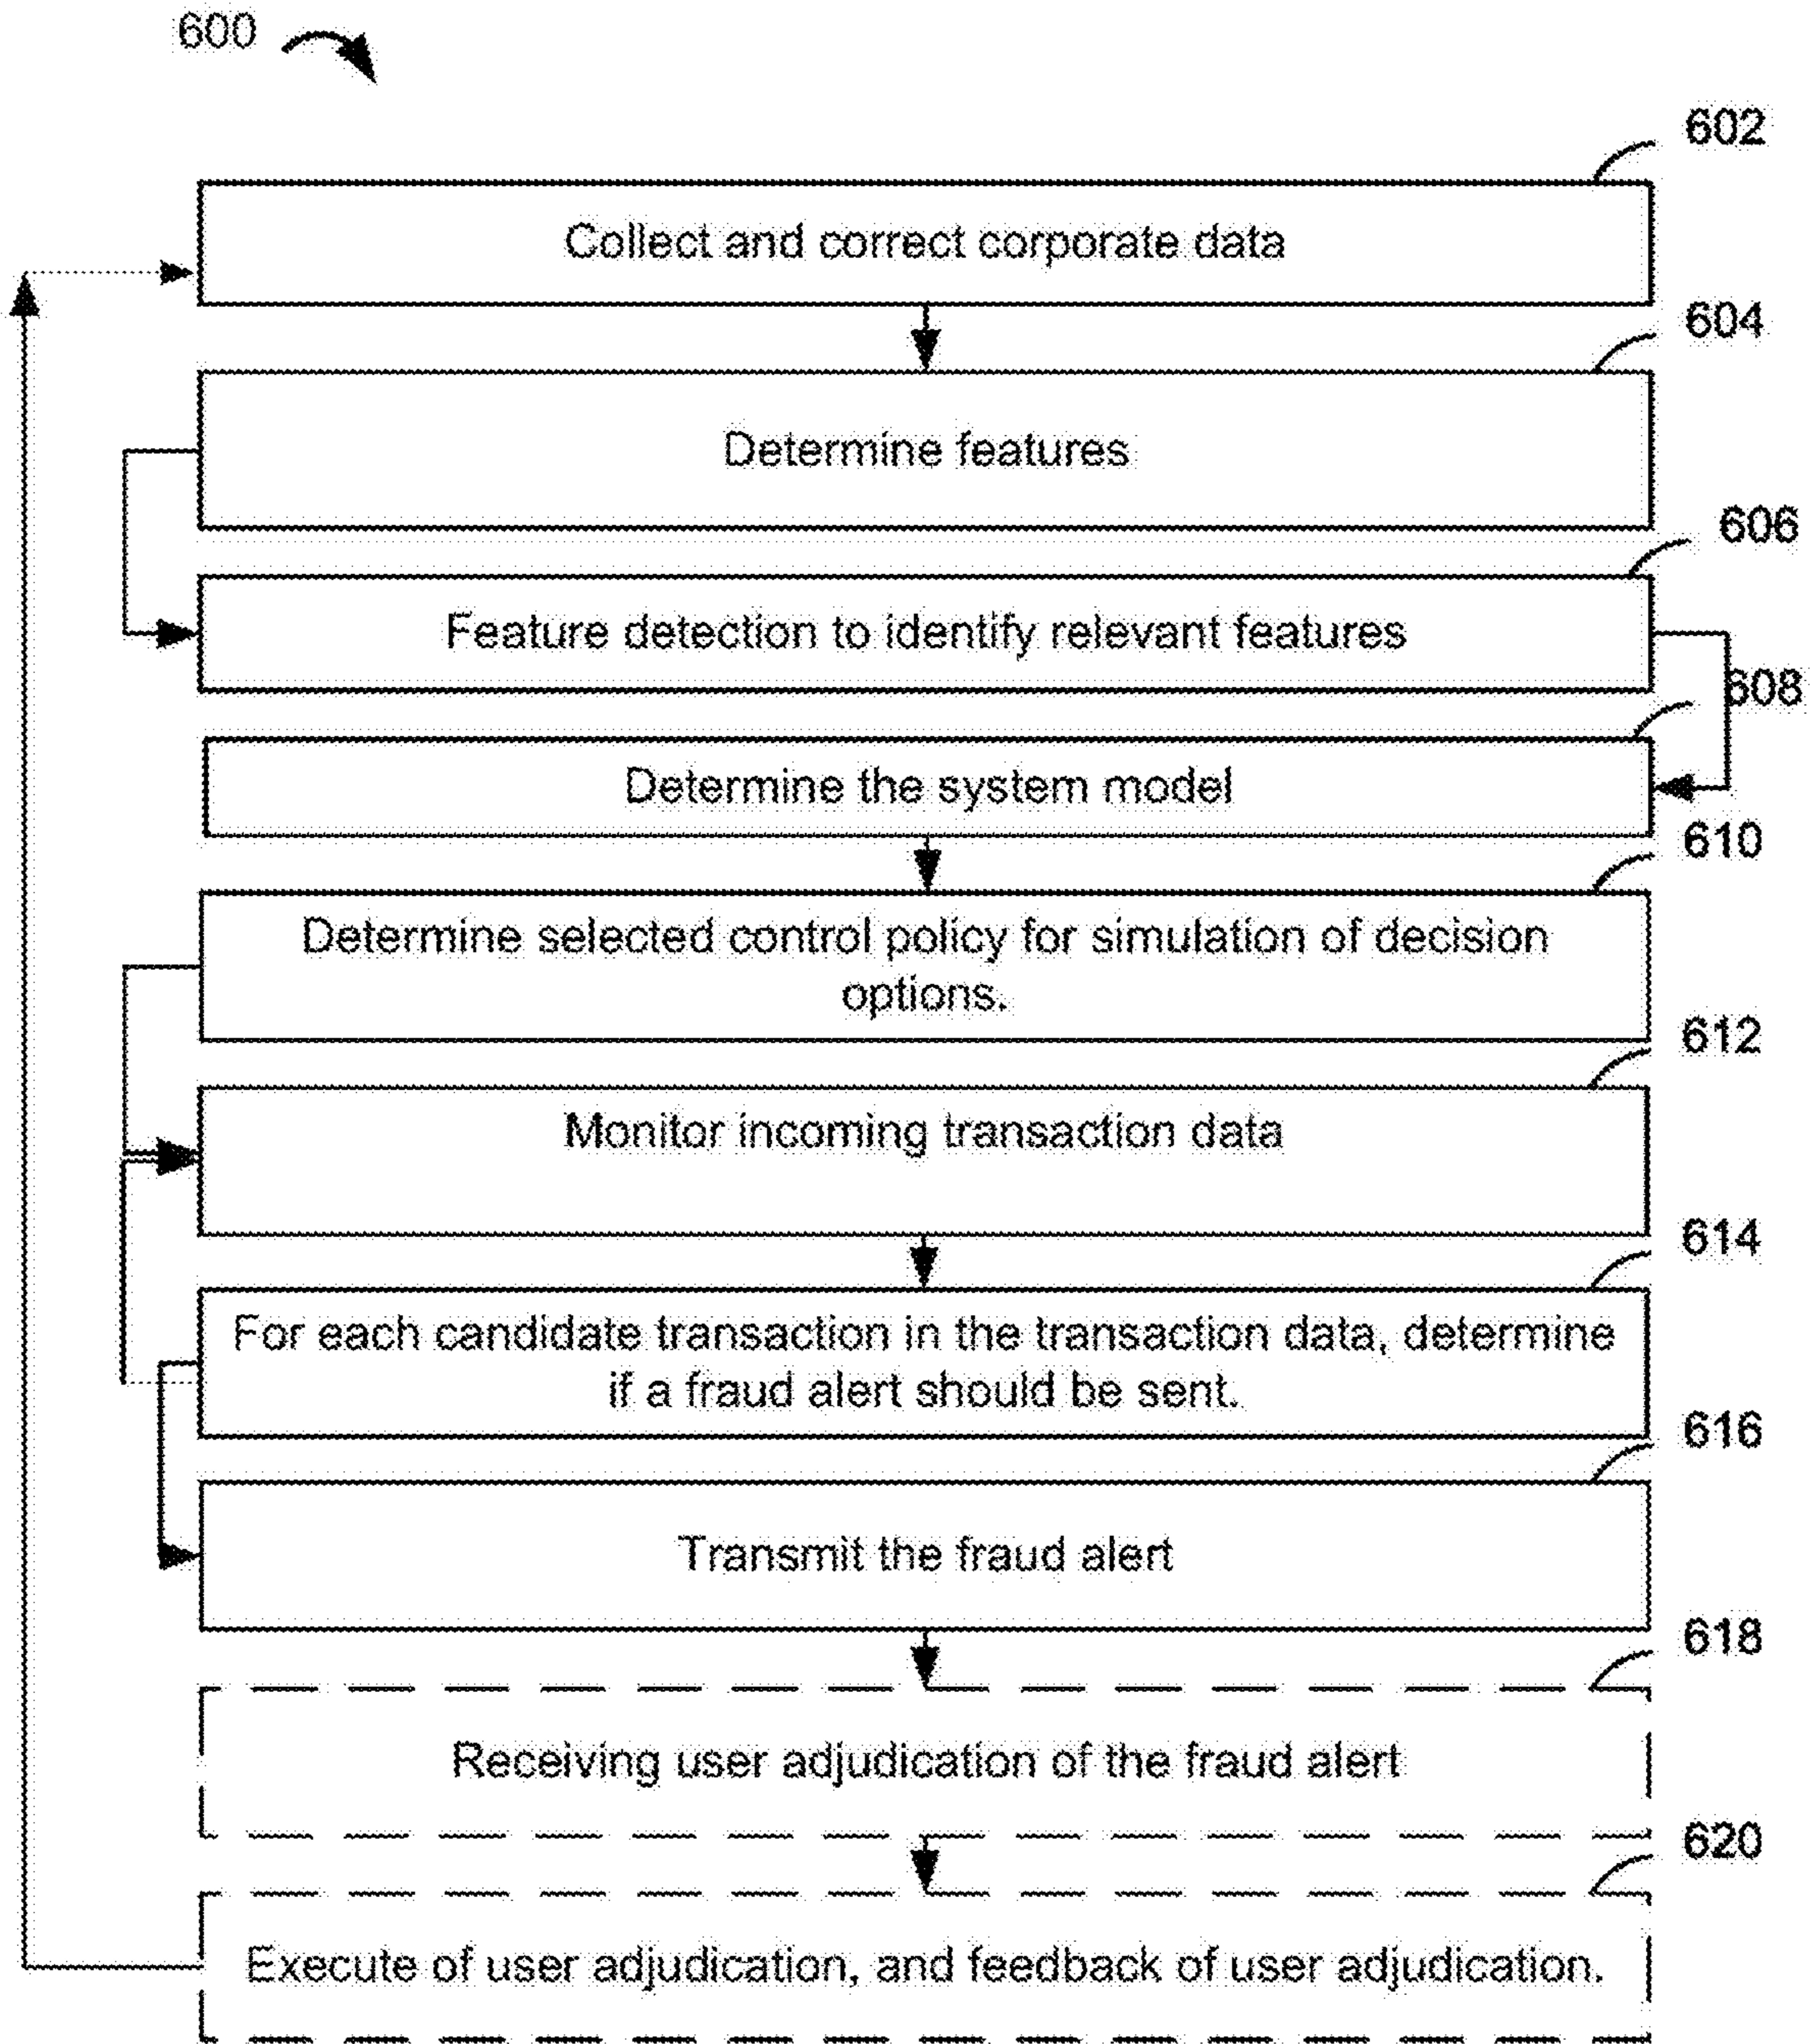 600
602
Collect and correct corporate data
604
Determine features
606
Feature detection to identify relevant features
608
Determine the system model
610
Determine selected control policy for simulation of decision
options.
612
Monitor incoming transaction data
614
For each candidate transaction in the transaction data, determine
if a fraud alert should be sent.
616
Transmit the fraud alert
618
Receiving user adjudication of the fraud alert
620
Execute of user adjudication, and feedback of user adjudication.